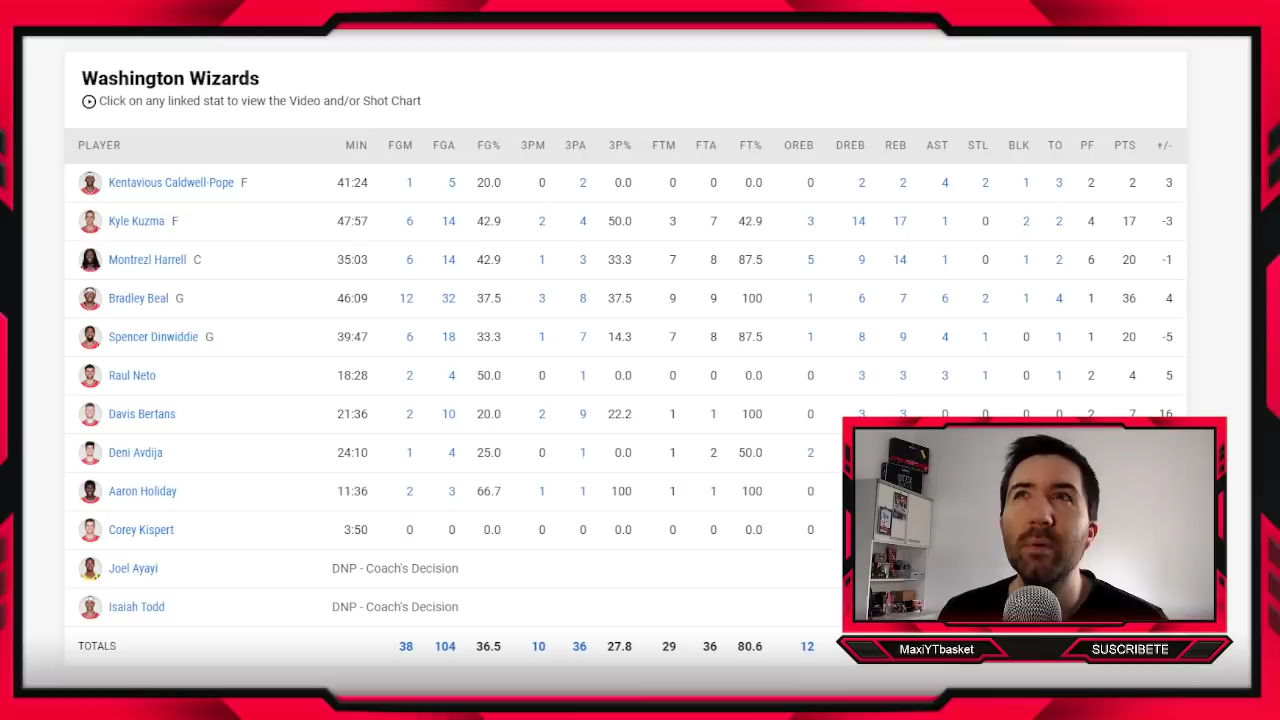 Washington Wizards
Click on any linked stat to view the Video and/or Shot Chart
PLAYER MIN FGM FGA FG% 3PM 3PA 3P% FTM FTA FT% OREB DREB REB AST STL BLK TO PF PTS +/-
Kentavious Caldwell-Pope F 41:24 1 5 20.0 0 2 0.0 0 0 0.0 0 2 2 4 2 1 3 2 2 3
Kyle Kuzma F 47:57 6 14 42.9 2 4 50.0 3 7 42.9 3 14 17 1 0 2 2 4 17 -3
Montrezl Harrell C 35:03 6 14 42.9 1 3 33.3 7 8 87.5 5 9 14 1 0 1 2 6 20 -1
Bradley Beal G 46:09 12 32 37.5 3 8 37.5 9 9 100 1 6 7 6 2 1 4 1 36 4
Spencer Dinwiddie G 39:47 6 18 33.3 1 7 14.3 7 8 87.5 1 8 9 4 1 0 1 1 20 -5
Raul Neto 18:28 2 4 50.0 0 1 0.0 0 0 0.0 0 3 3 3 1 0 1 2 4 5
Davis Bertans 21:36 2 10 20.0 2 9 22.2 1 1 100 0 3 3 0 0 0 0 2 7 16
Deni Avdija 24:10 1 4 25.0 0 1 0.0 1 2 50.0 2
Aaron Holiday 11:36 2 3 66.7 1 1 100 1 1 100 0
Corey Kispert 3:50 0 0 0.0 0 0 0.0 0 0 0.0 0
Joel Ayayi DNP - Coach's Decision
Isaiah Todd DNP - Coach's Decision
TOTALS 38 104 36.5 10 36 27.8 29 36 80.6 12
MaxiYTbasket SUSCRIBETE